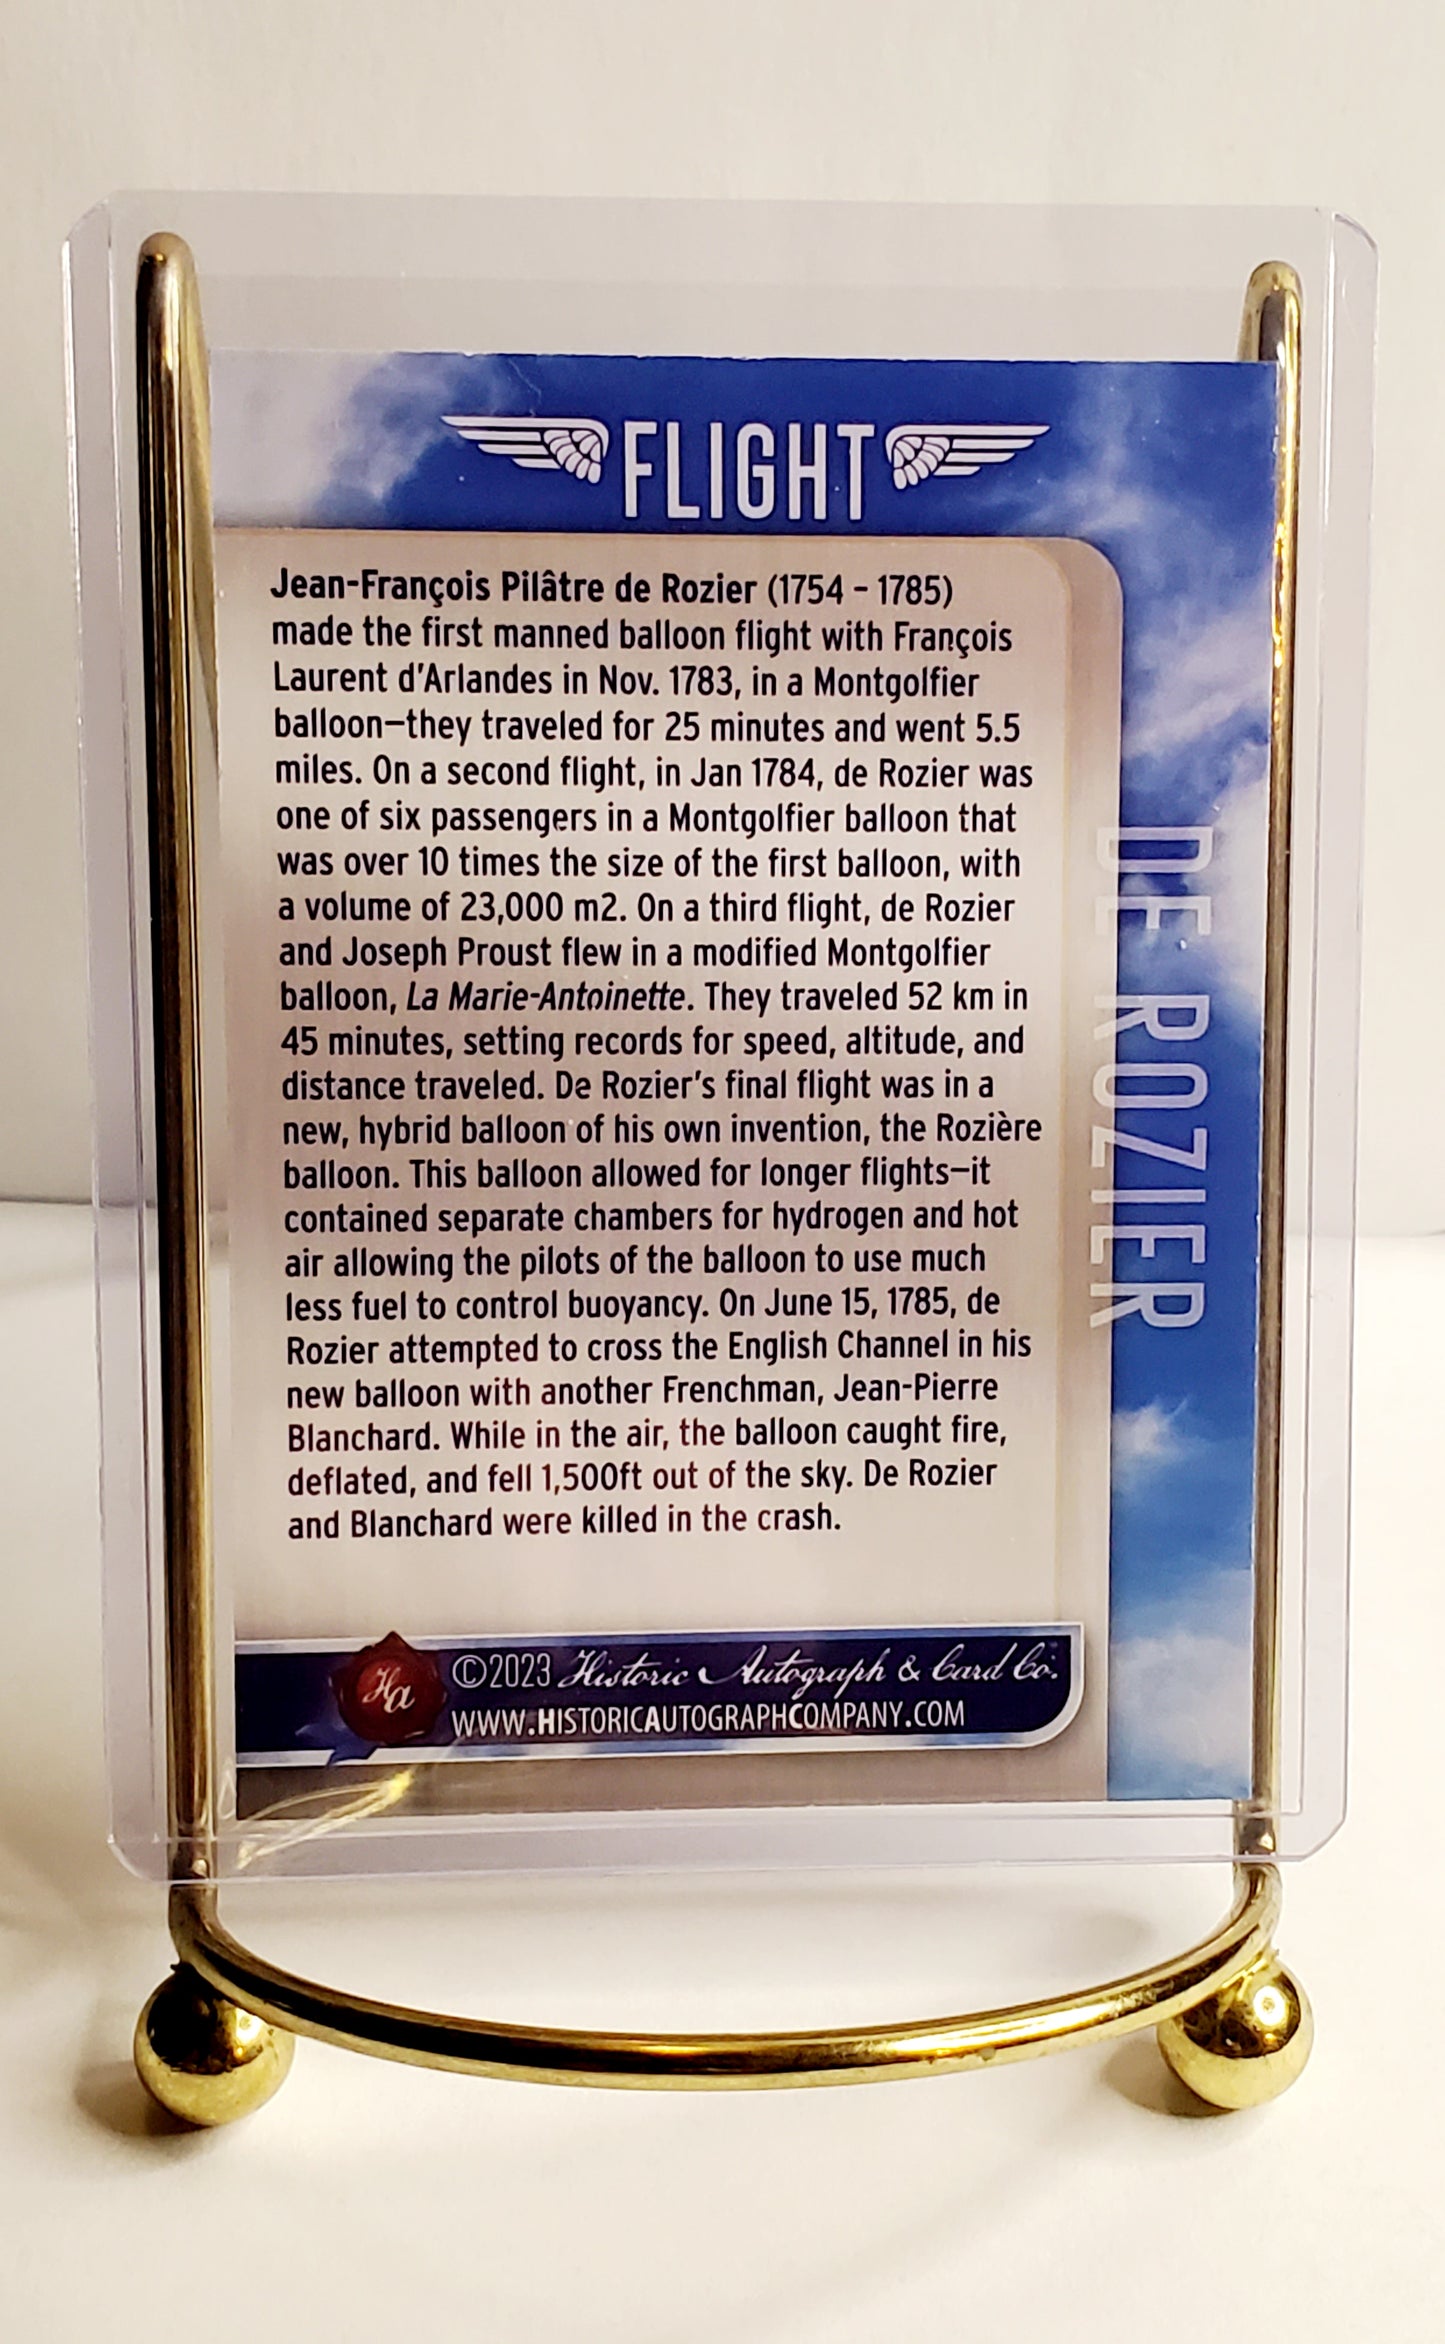 FLIGHT
Jean-François Pilâtre de Rozier (1754 – 1785)
made the first manned balloon flight with François
Laurent d'Arlandes in Nov. 1783, in a Montgolfier
balloon—they traveled for 25 minutes and went 5.5
miles. On a second flight, in Jan 1784, de Rozier was
one of six passengers in a Montgolfier balloon that
was over 10 times the size of the first balloon, with
a volume of 23,000 m2. On a third flight, de Rozier
and Joseph Proust flew in a modified Montgolfier
balloon, La Marie-Antoinette. They traveled 52 km in
45 minutes, setting records for speed, altitude, and
distance traveled. De Rozier's final flight was in a
new, hybrid balloon of his own invention, the Rozière
balloon. This balloon allowed for longer flights—it
contained separate chambers for hydrogen and hot
air allowing the pilots of the balloon to use much
less fuel to control buoyancy. On June 15, 1785, de
Rozier attempted to cross the English Channel in his
new balloon with another Frenchman, Jean-Pierre
Blanchard. While in the air, the balloon caught fire,
deflated, and fell 1,500ft out of the sky. De Rozier
and Blanchard were killed in the crash.
DE ROZIER
Ha
©2023 Historic Autograph & Card Co.
WWW.HISTORICAUTOGRAPHCOMPANY.COM